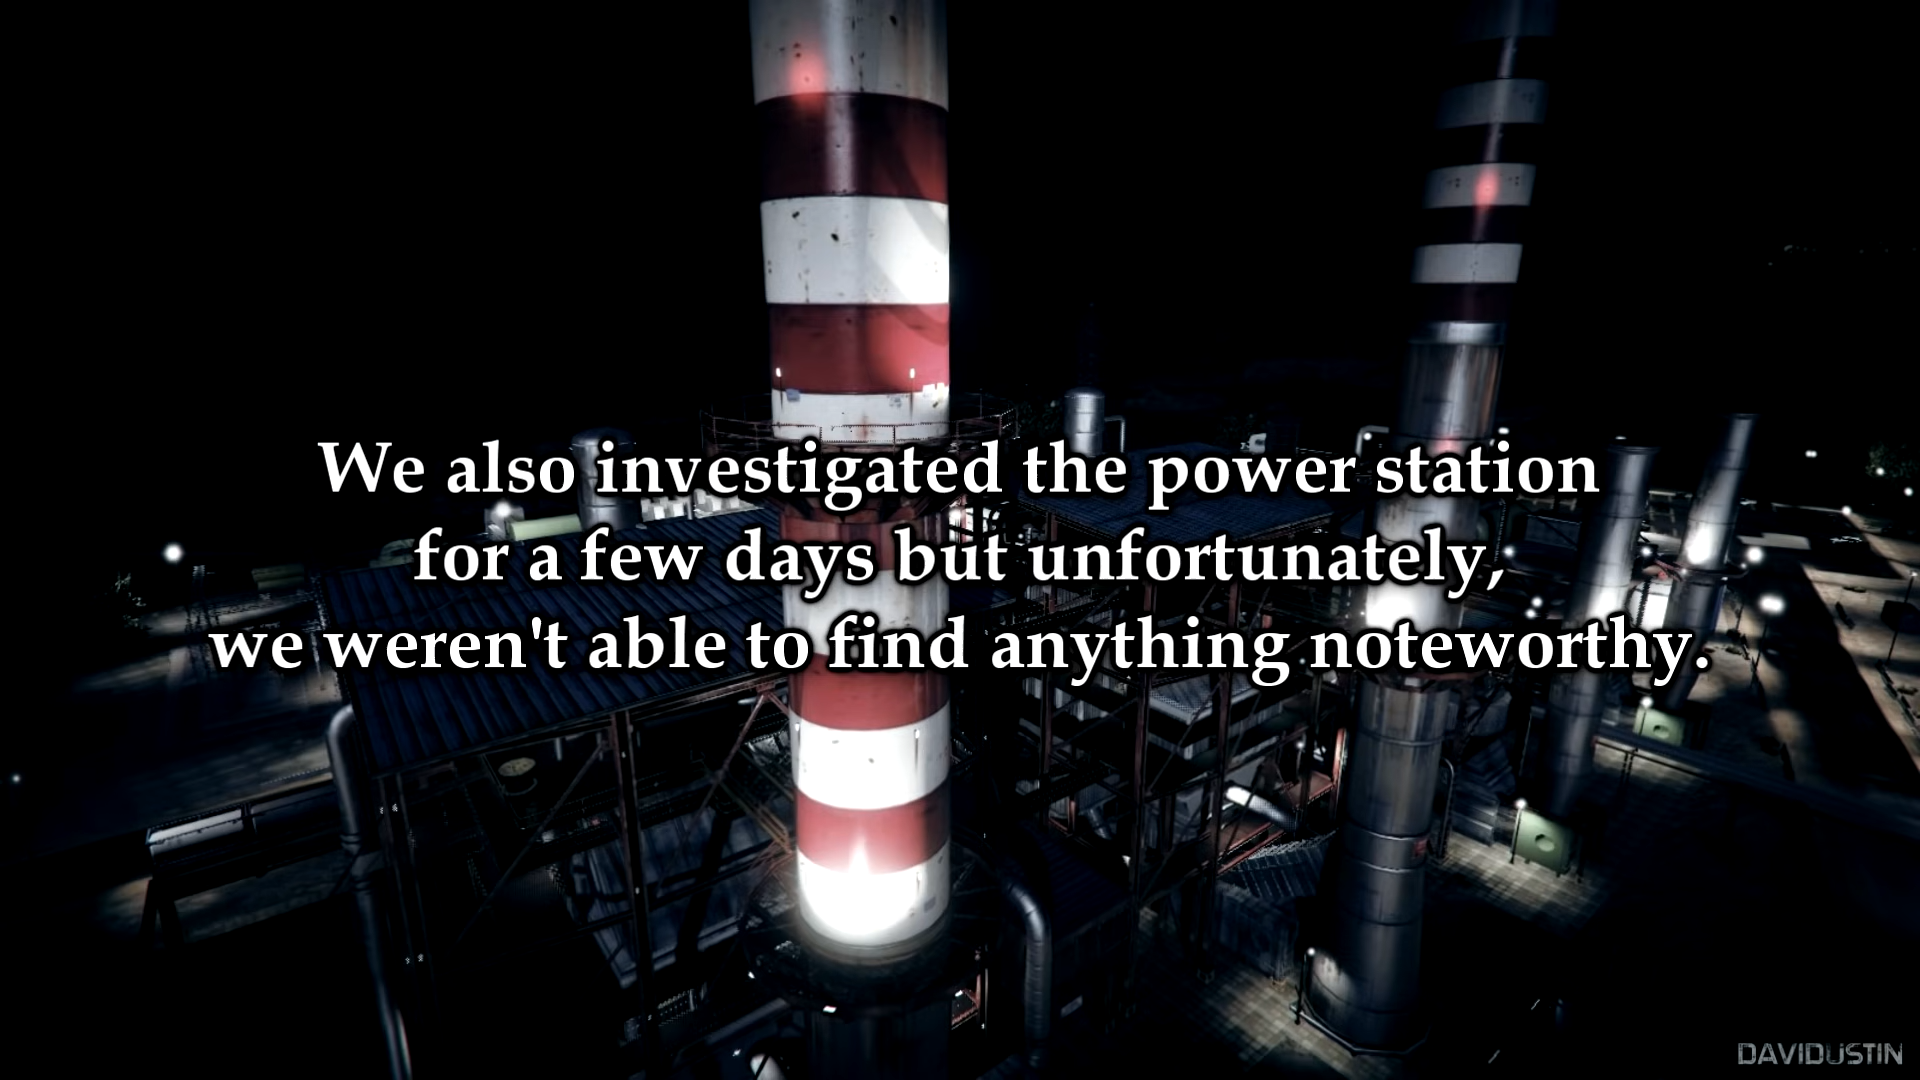 We also investigated the power station
for a few days but unfortunately,
we weren't able to find anything noteworthy.
DAVIDUSTIN